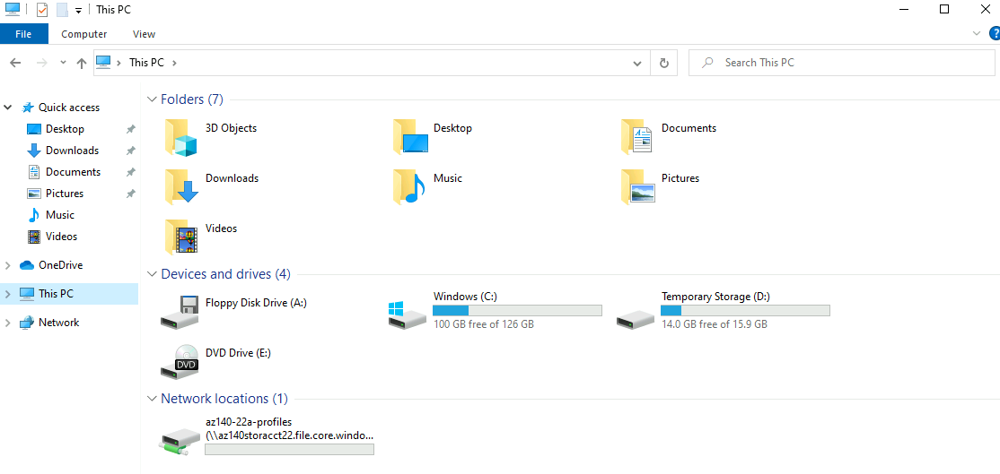 This PC
File
Computer
View
?
This PC
Search This PC
Quick access
Desktop
Downloads
Documents
Pictures
Music
Videos
OneDrive
This PC
Network
Folders (7)
3D Objects
Desktop
Documents
Downloads
Music
Pictures
Videos
Devices and drives (4)
Floppy Disk Drive (A:)
Windows (C:)
100 GB free of 126 GB
Temporary Storage (D:)
14.0 GB free of 15.9 GB
DVD
DVD Drive (E:)
Network locations (1)
az140-22a-profiles
(\\az140storacct22.file.core.windo...